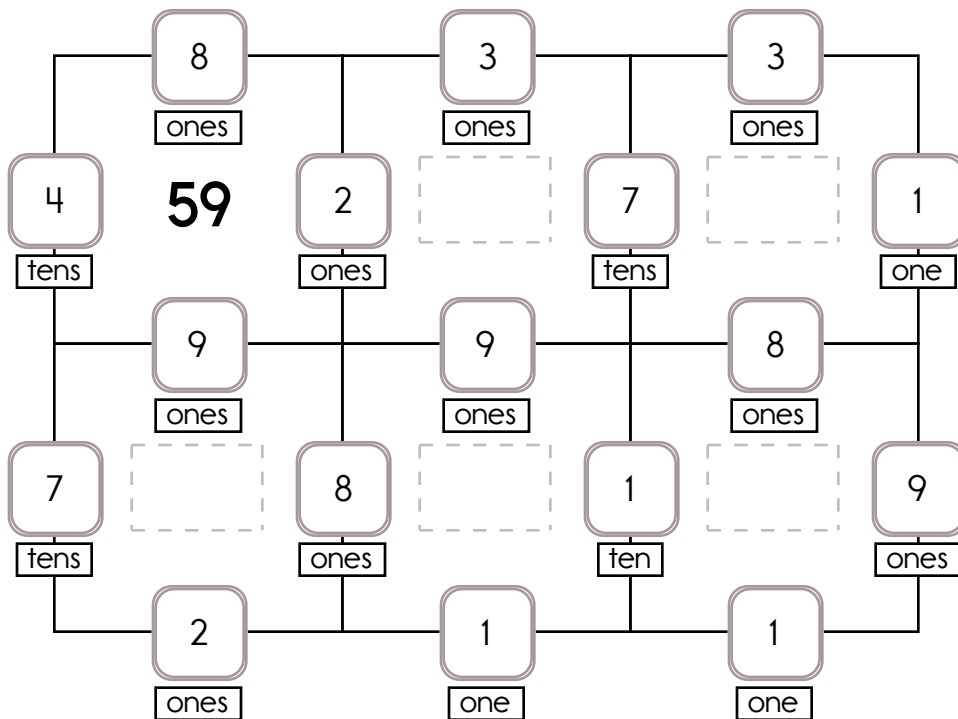 8 3 3
ones ones ones
4 59 2 7 1
tens ones tens one
9 9 8
ones ones ones
7 8 1 9
tens ones ten ones
2 1 1
ones one one